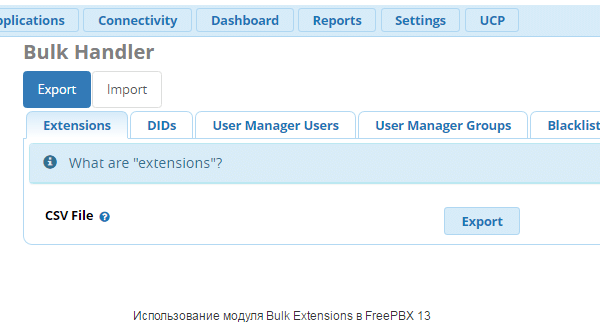 pplications Connectivity Dashboard Reports Settings UCP
Bulk Handler
Export Import
Extensions DIDs User Manager Users User Manager Groups Blacklist
What are "extensions"?
CSV File Export
Использование модуля Bulk Extensions в FreePBX 13